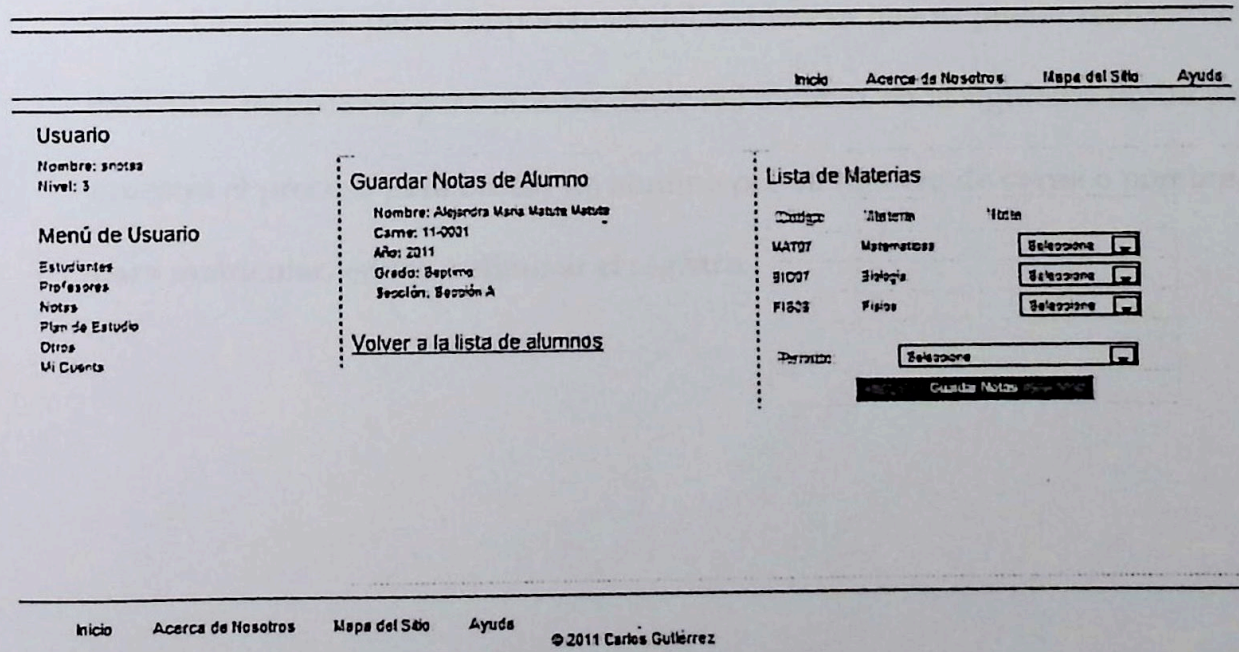 Inicio Acerca de Nosotros Mapa del Sitio Ayuda
Usuario
Nombre: snotsa
Nivel: 3
Menú de Usuario
Estudiantes
Profesores
Notas
Plan de Estudio
Otros
Mi Cuenta
Guardar Notas de Alumno
Nombre: Alejandra Maria Matute Matute
Carne: 11-0001
Año: 2011
Grado: Septimo
Sección: Sección A
Volver a la lista de alumnos
Lista de Materias
Codigo Materia Nota
MAT07 Matematicas Seleccione
BIO07 Biologia Seleccione
Fisica Seleccione
Seleccione
Guardar Notas
Inicio Acerca de Nosotros Mapa del Sitio Ayuda
© 2011 Carlos Gutierrez